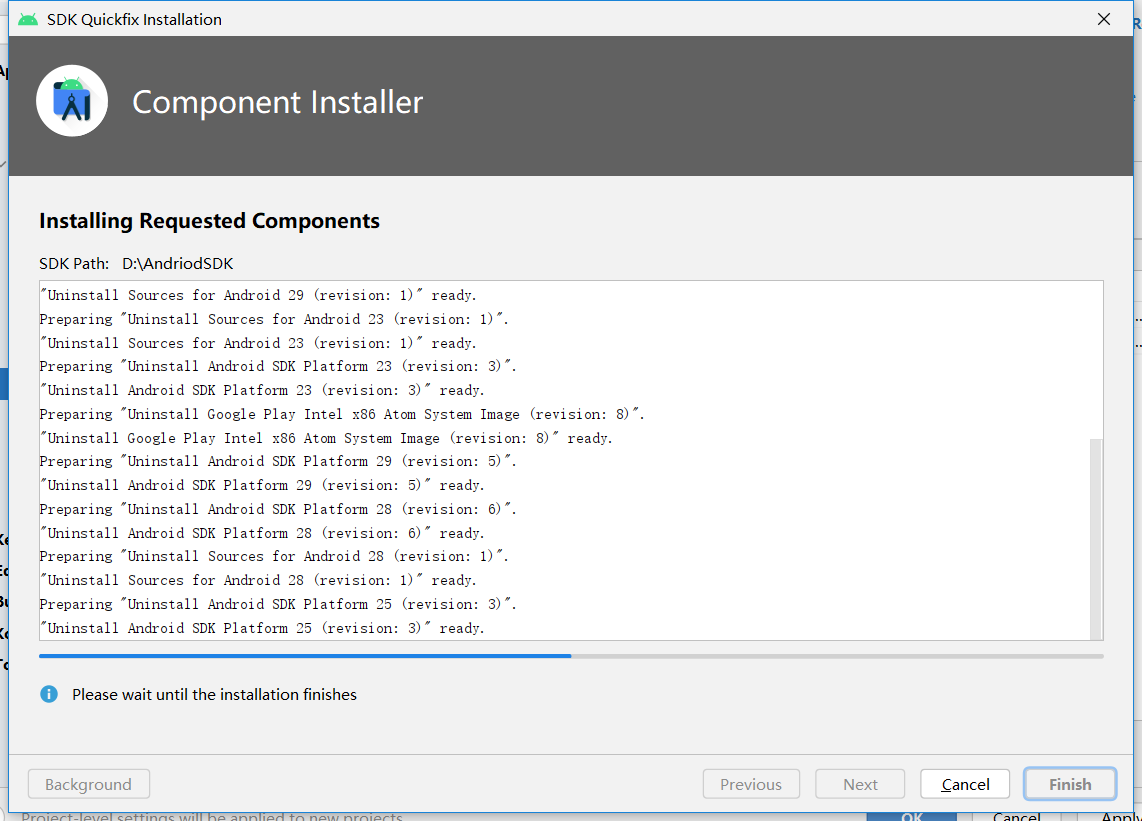 SDK Quickfix Installation
Component Installer
Installing Requested Components
SDK Path: D:\AndriodSDK
"Uninstall Sources for Android 29 (revision: 1)" ready.
Preparing "Uninstall Sources for Android 23 (revision: 1)".
"Uninstall Sources for Android 23 (revision: 1)" ready.
Preparing "Uninstall Android SDK Platform 23 (revision: 3)".
"Uninstall Android SDK Platform 23 (revision: 3)" ready.
Preparing "Uninstall Google Play Intel x86 Atom System Image (revision: 8)".
"Uninstall Google Play Intel x86 Atom System Image (revision: 8)" ready.
Preparing "Uninstall Android SDK Platform 29 (revision: 5)".
"Uninstall Android SDK Platform 29 (revision: 5)" ready.
Preparing "Uninstall Android SDK Platform 28 (revision: 6)".
"Uninstall Android SDK Platform 28 (revision: 6)" ready.
Preparing "Uninstall Sources for Android 28 (revision: 1)".
"Uninstall Sources for Android 28 (revision: 1)" ready.
Preparing "Uninstall Android SDK Platform 25 (revision: 3)".
"Uninstall Android SDK Platform 25 (revision: 3)" ready.
Please wait until the installation finishes
Background Previous Next Cancel Finish
Project-level settings will be applied to new projects OK Cancel Apply